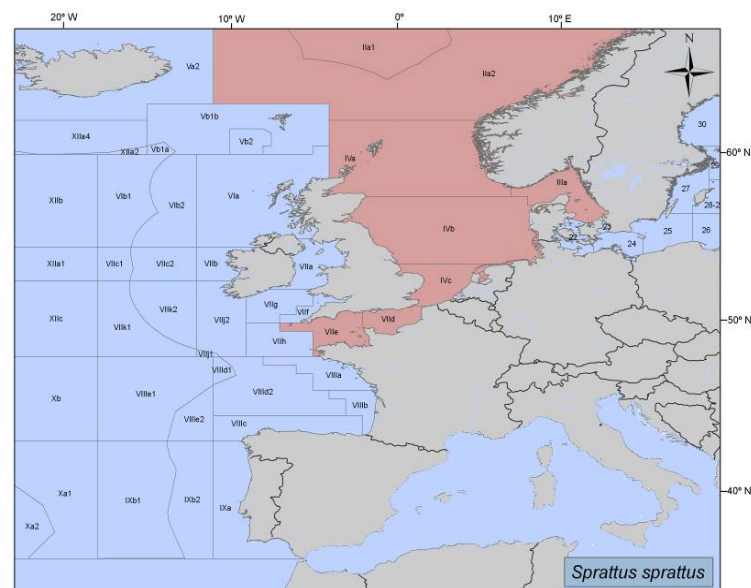 20° W 10° W 0° 10° E
N
IIa1
Va2 IIa2
Vb1b
XIIa4 30
Vb2
XIIa2 Vb1a IVa 60° N
29
IIIa
27
28-2
XIIb VIb1 VIb2 VIa
IVb 23 25 26
22 24
XIIa1 VIIc1 VIIc2 VIIb VIIa
IVc
XIIc VIIk1 VIIk2 VIIj2 VIIg VIIf
VIIe VIId 50° N
VIIh
VIIj1
VIIId1 VIIIa
Xb VIIIe1 VIIId2 VIIIb
VIIIe2 VIIIc
Xa1 IXb1 IXb2 IXa 40° N
Xa2
Sprattus sprattus